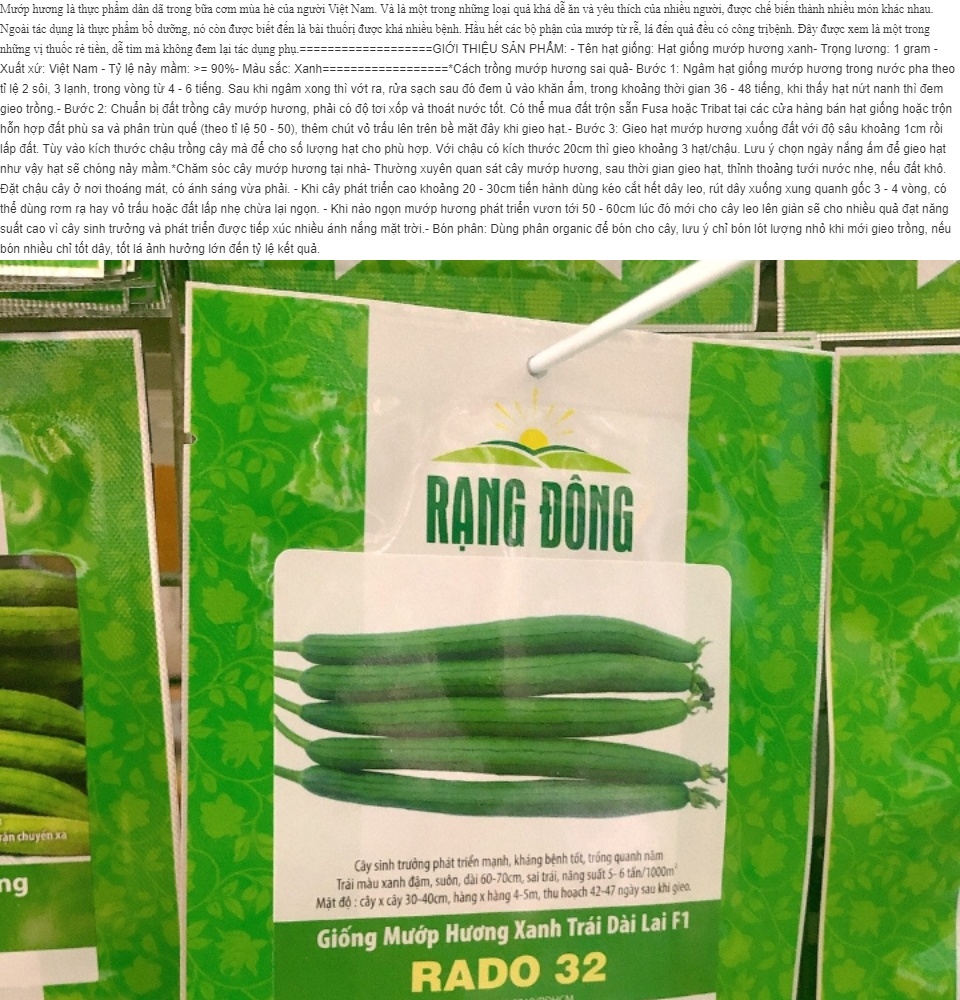 Mướp hương là thực phẩm dân dã trong bữa cơm mùa hè của người Việt Nam. Và là một trong những loại quả khá dễ ăn và yêu thích của nhiều người, được chế biến thành nhiều món khác nhau.
Ngoài tác dụng là thực phẩm bổ dưỡng, nó còn được biết đến là bài thuốrị được khá nhiều bệnh. Hầu hết các bộ phận của mướp từ rễ, lá đến quả đều có công trịbệnh. Đây được xem là một trong
những vị thuốc rẻ tiền, dễ tìm mà không đem lại tác dụng phụ.===================GIỚI THIỆU SẢN PHẨM: - Tên hạt giống: Hạt giống mướp hương xanh- Trọng lượng: 1 gram -
Xuất xứ: Việt Nam - Tỷ lệ nảy mầm: >= 90%- Màu sắc: Xanh==================*Cách trồng mướp hương sai quả- Bước 1: Ngâm hạt giống mướp hương trong nước pha theo
tỉ lệ 2 sôi, 3 lạnh, trong vòng từ 4 - 6 tiếng. Sau khi ngâm xong thì vớt ra, rửa sạch sau đó đem ủ vào khăn ẩm, trong khoảng thời gian 36 - 48 tiếng, khi thấy hạt nứt nanh thì đem
gieo trồng.- Bước 2: Chuẩn bị đất trồng cây mướp hương, phải có độ tơi xốp và thoát nước tốt. Có thể mua đất trộn sẵn Fusa hoặc Tribat tại các cửa hàng bán hạt giống hoặc trộn
hỗn hợp đất phù sa và phân trùn quế (theo tỉ lệ 50 - 50), thêm chút vỏ trấu lên trên bề mặt đây khi gieo hạt.- Bước 3: Gieo hạt mướp hương xuống đất với độ sâu khoảng 1cm rồi
lấp đất. Tùy vào kích thước chậu trồng cây mà để cho số lượng hạt cho phù hợp. Với chậu có kích thước 20cm thì gieo khoảng 3 hạt/chậu. Lưu ý chọn ngày nắng ấm để gieo hạt
như vậy hạt sẽ chóng nảy mầm.*Chăm sóc cây mướp hương tại nhà- Thường xuyên quan sát cây mướp hương, sau thời gian gieo hạt, thỉnh thoảng tưới nước nhẹ, nếu đất khô.
Đặt chậu cây ở nơi thoáng mát, có ánh sáng vừa phải. - Khi cây phát triển cao khoảng 20 - 30cm tiến hành dùng kéo cắt hết dây leo, rút dây xuống xung quanh gốc 3 - 4 vòng, có
thể dùng rơm rạ hay vỏ trấu hoặc đất lấp nhẹ chừa lại ngọn. - Khi nào ngọn mướp hương phát triển vươn tới 50 - 60cm lúc đó mới cho cây leo lên giàn sẽ cho nhiều quả đạt năng
suất cao vì cây sinh trưởng và phát triển được tiếp xúc nhiều ánh nắng mặt trời.- Bón phân: Dùng phân organic để bón cho cây, lưu ý chỉ bón lót lượng nhỏ khi mới gieo trồng, nếu
bón nhiều chỉ tốt dây, tốt lá ảnh hưởng lớn đến tỷ lệ kết quả.
RẠNG ĐÔNG
Cây sinh trưởng phát triển mạnh, kháng bệnh tốt, trồng quanh năm
Trái màu xanh đậm, suôn, dài 60-70cm, sai trái, năng suất 5-6 tấn/1000m²
Mật độ : cây x cây 30-40cm, hàng x hàng 4-5m, thu hoạch 42-47 ngày sau khi gieo.
Giống Mướp Hương Xanh Trái Dài Lai F1
RADO 32
chuyên xa
ng